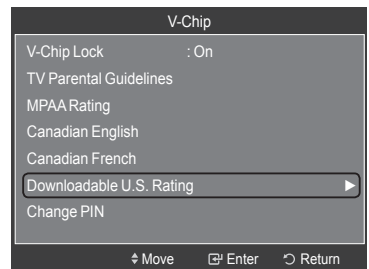 V-Chip
V-Chip Lock : On
TV Parental Guidelines
MPAA Rating
Canadian English
Canadian French
Downloadable U.S. Rating
Change PIN
Move Enter Return